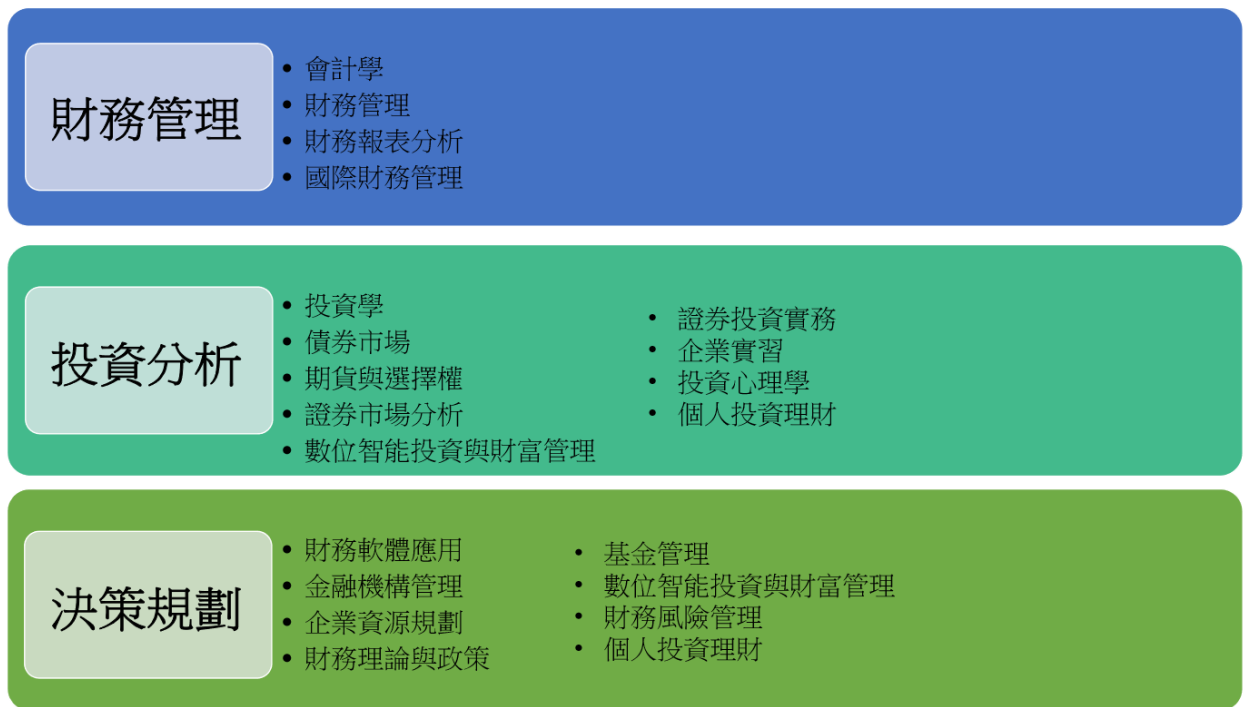 財務管理
• 會計學
• 財務管理
• 財務報表分析
• 國際財務管理
投資分析
• 投資學
• 債券市場
• 期貨與選擇權
• 證券市場分析
• 數位智能投資與財富管理
• 證券投資實務
• 企業實習
• 投資心理學
• 個人投資理財
決策規劃
• 財務軟體應用
• 金融機構管理
• 企業資源規劃
• 財務理論與政策
• 基金管理
• 數位智能投資與財富管理
• 財務風險管理
• 個人投資理財